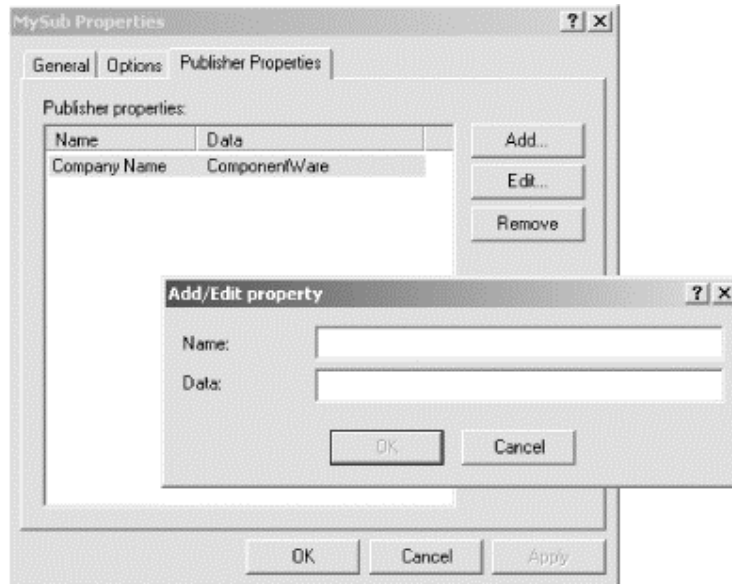 MySub Properties
General Options Publisher Properties
Publisher properties:
Name Data
Company Name ComponentWare
Add...
Edit...
Remove
Add/Edit property
Name:
Data:
OK Cancel
OK Cancel Apply